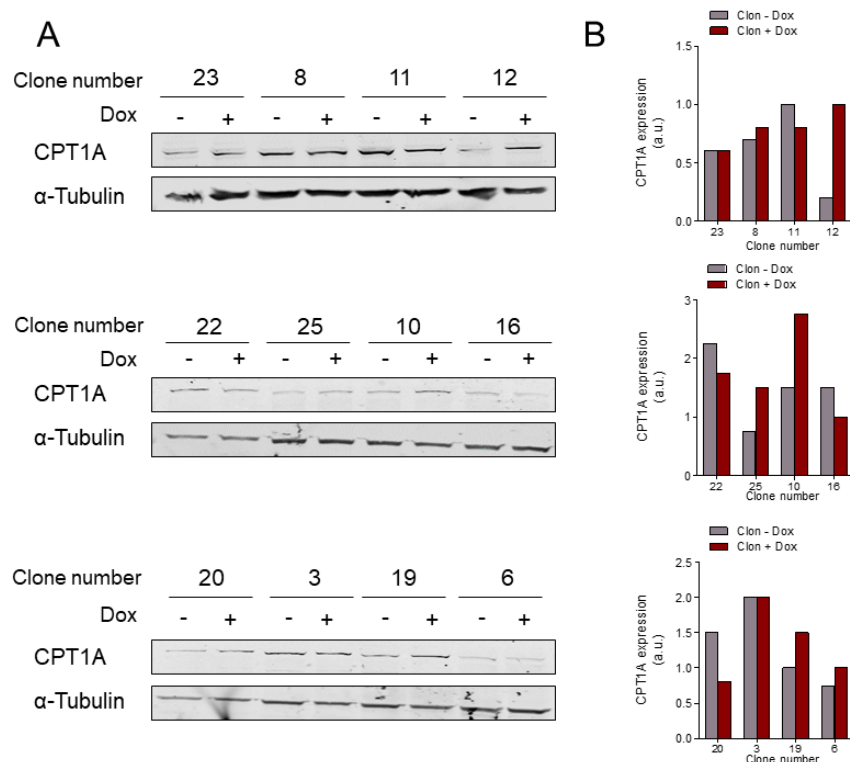 A
Clone number 23 8 11 12
Dox - + - + - + - +
CPT1A
α-Tubulin
Clone number 22 25 10 16
Dox - + - + - + - +
CPT1A
α-Tubulin
Clone number 20 3 19 6
Dox - + - + - + - +
CPT1A
α-Tubulin
B
Clon - Dox
Clon + Dox
CPT1A expression
(a.u.)
1.5
1.0
0.5
0.0
23 8 11 12
Clone number
Clon - Dox
Clon + Dox
CPT1A expression
(a.u.)
3
2
1
0
22 25 10 16
Clone number
Clon - Dox
Clon + Dox
CPT1A expression
(a.u.)
2.5
2.0
1.5
1.0
0.5
0.0
20 3 19 6
Clone number